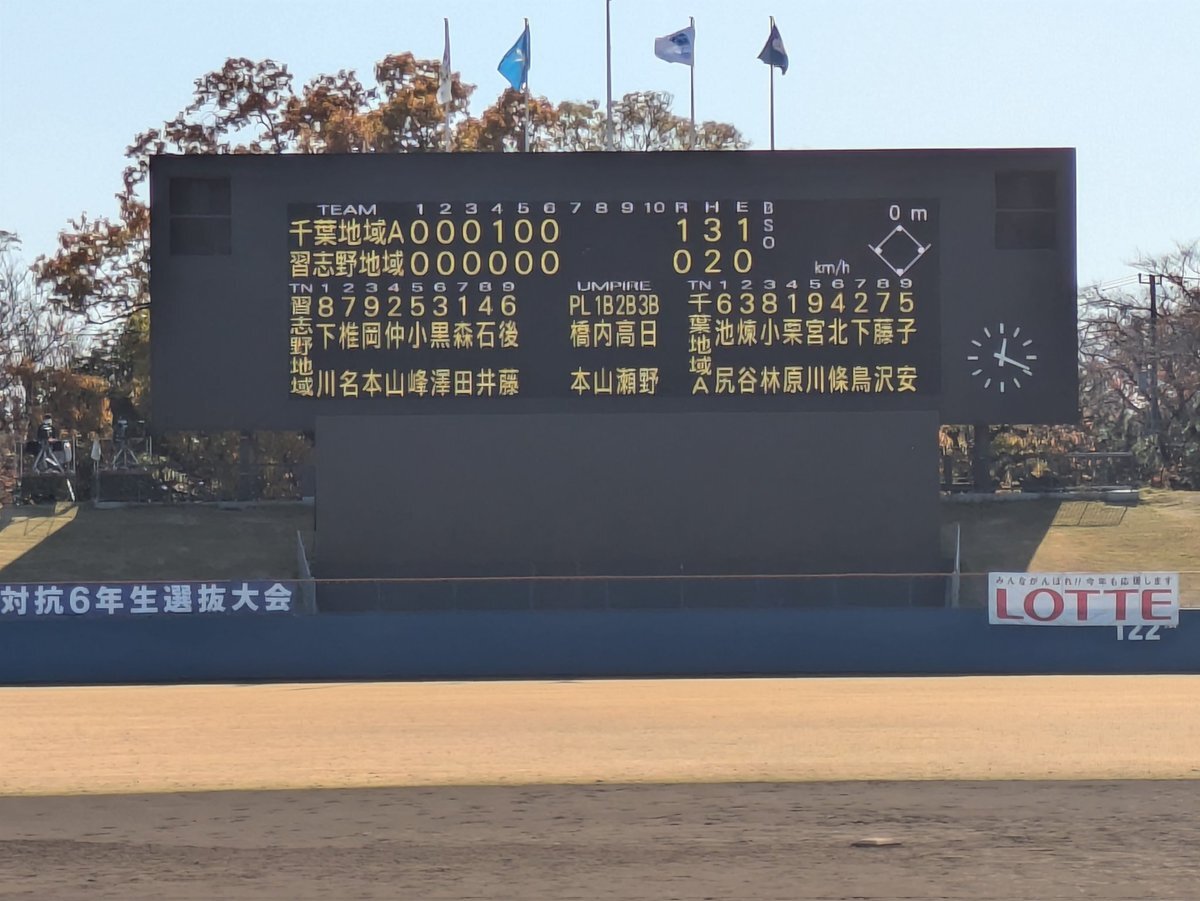 TEAM 1 2 3 4 5 6 7 8 9 10 R H E
千葉地域A 0 0 0 1 0 0 1 3 1
習志野地域 0 0 0 0 0 0 0 2 0
B
S
O
0 m
km/h
TN 1 2 3 4 5 6 7 8 9
習志野地域
8 7 9 2 5 3 1 4 6
下椎岡仲小黒森石後
川名本山峰澤田井藤
UMPIRE
PL 1B 2B 3B
橋内高日
本山瀬野
TN 1 2 3 4 5 6 7 8 9
千葉地域A
6 3 8 1 9 4 2 7 5
池煉小栗宮北下藤子
尻谷林原川條鳥沢安
対抗6年生選抜大会
みんながんばれ!!今年も応援します
LOTTE
122